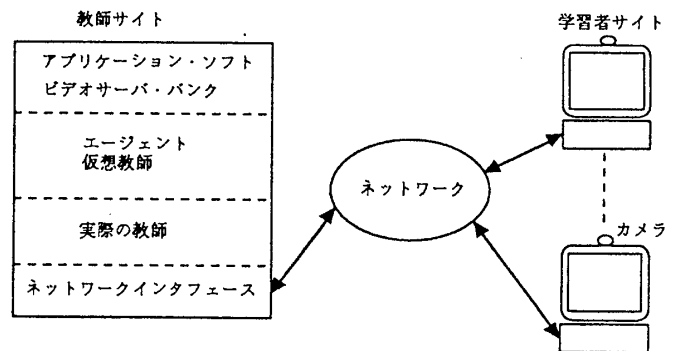 教師サイト
アプリケーション・ソフト
ビデオサーバ・バンク
エージェント
仮想教師
実際の教師
ネットワークインタフェース
ネットワーク
学習者サイト
カメラ